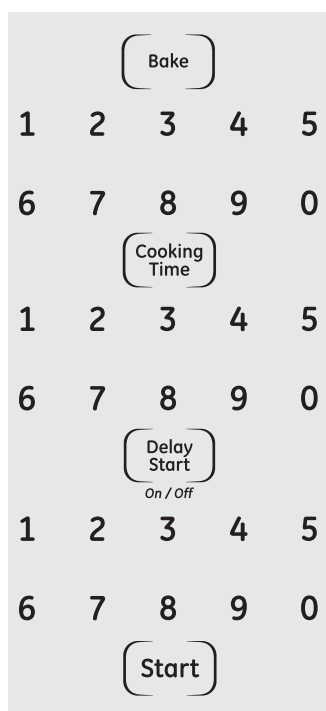 Bake
1 2 3 4 5
6 7 8 9 0
Cooking
Time
1 2 3 4 5
6 7 8 9 0
Delay
Start
On / Off
1 2 3 4 5
6 7 8 9 0
Start